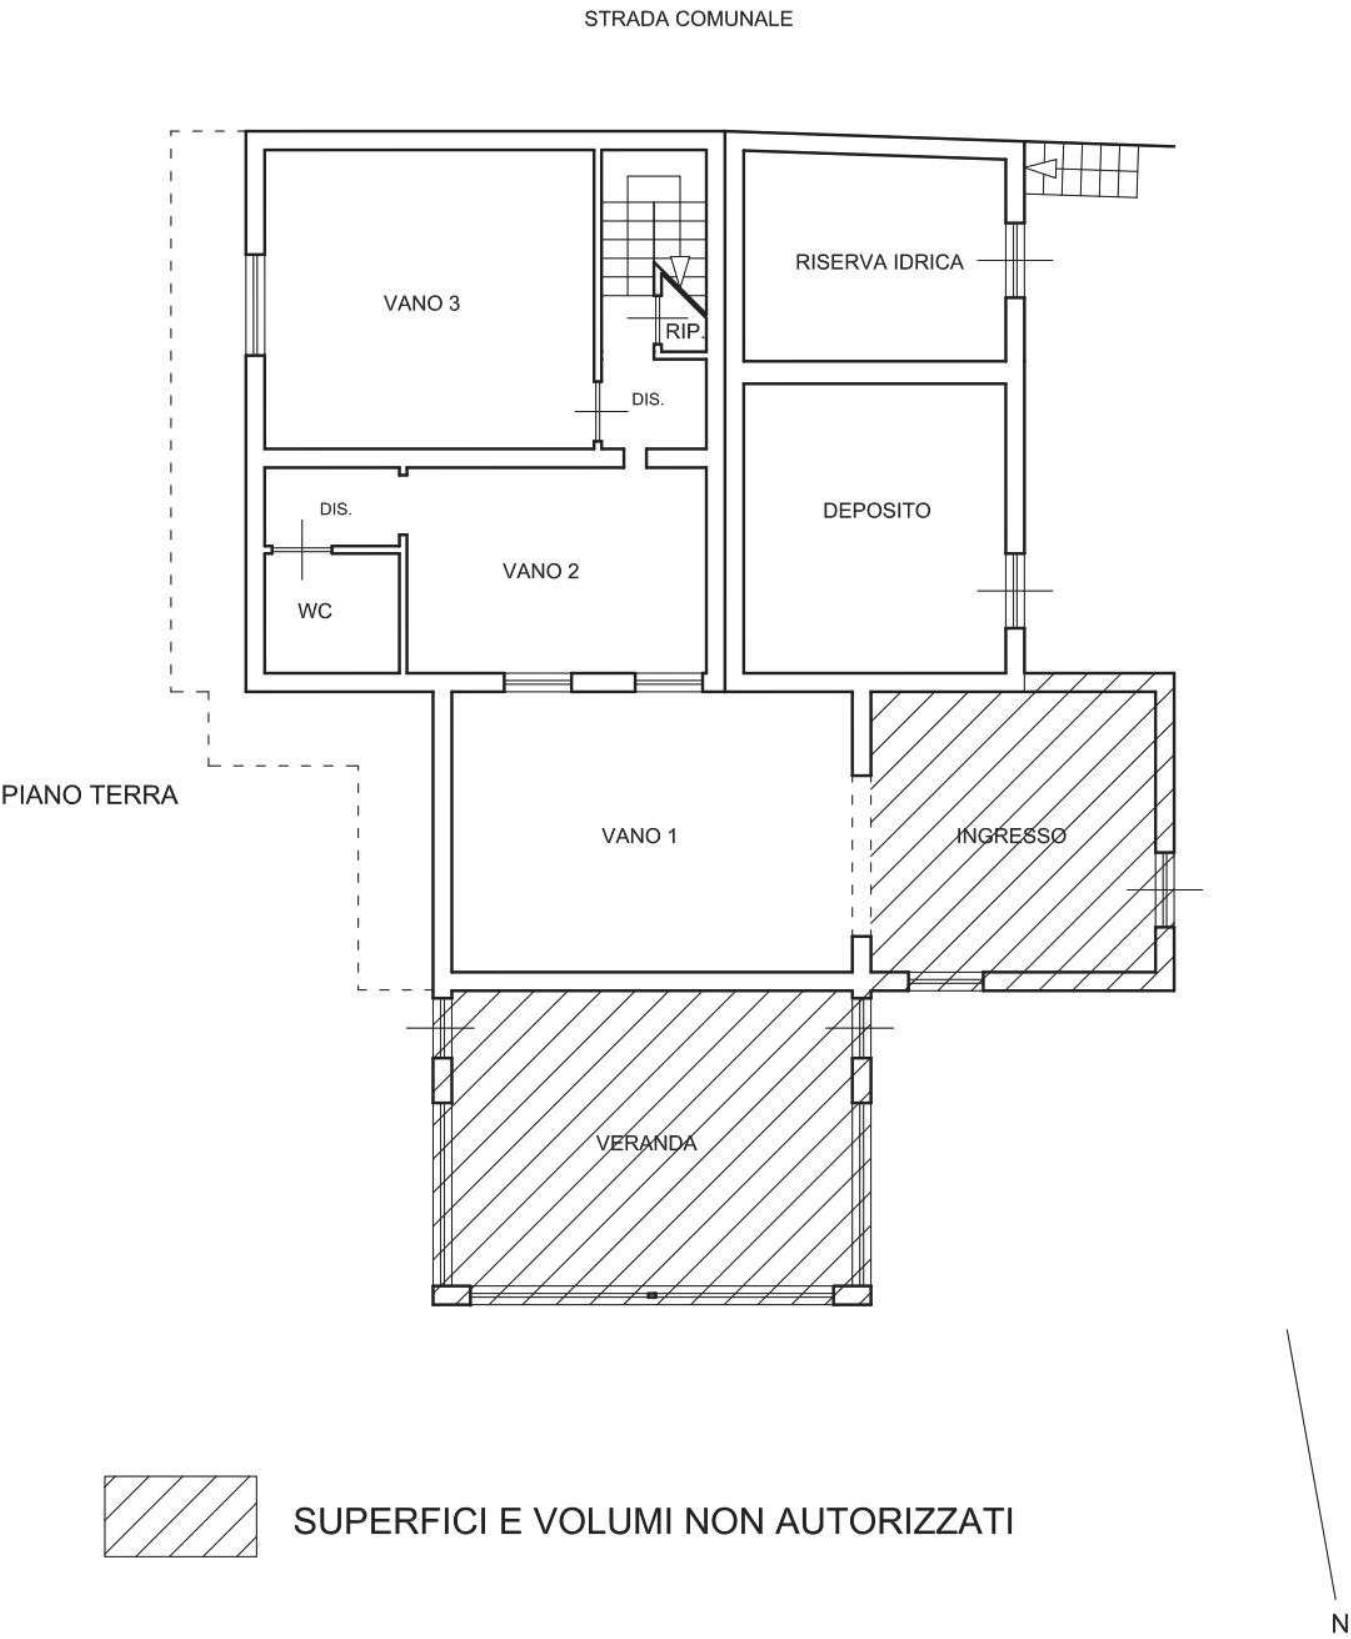 STRADA COMUNALE
RISERVA IDRICA
VANO 3
RIP.
DIS.
DIS.
DEPOSITO
VANO 2
WC
PIANO TERRA
VANO 1
INGRESSO
VERANDA
SUPERFICI E VOLUMI NON AUTORIZZATI
N